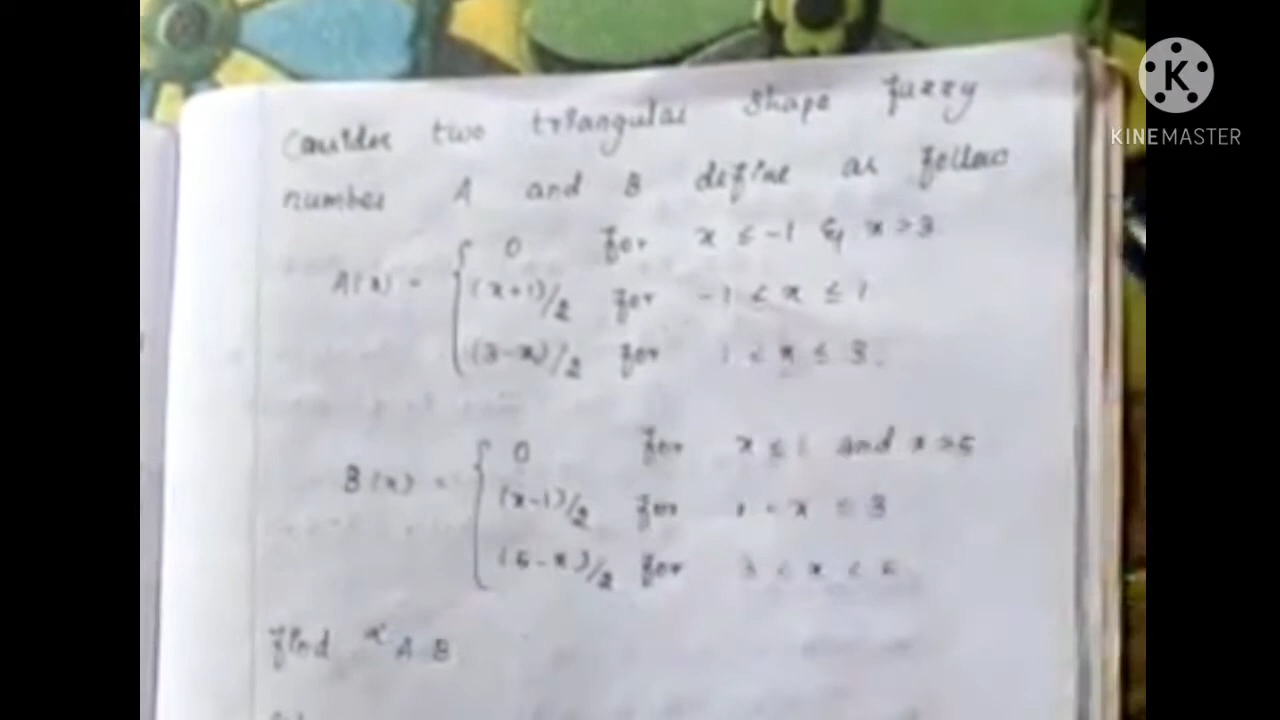 Consider two triangular shape fuzzy
number A and B define as follows
A(x) = { 0 for x ≤ -1 & x > 3
(x+1)/2 for -1 < x ≤ 1
(3-x)/2 for 1 < x ≤ 3.
B(x) = { 0 for x ≤ 1 and x > 5
(x-1)/2 for 1 < x ≤ 3
(5-x)/2 for 3 < x < 5
find α A B
K
KINEMASTER